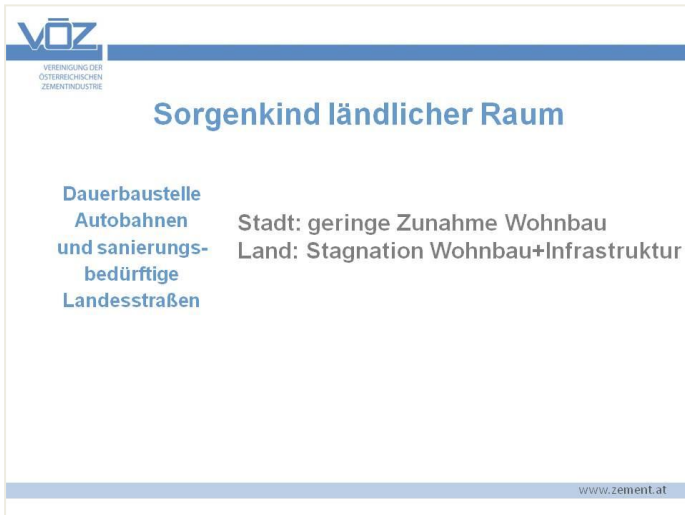 VÖZ
VEREINIGUNG DER
ÖSTERREICHISCHEN
ZEMENTINDUSTRIE
Sorgenkind ländlicher Raum
Dauerbaustelle
Autobahnen
und sanierungs-
bedürftige
Landesstraßen
Stadt: geringe Zunahme Wohnbau
Land: Stagnation Wohnbau+Infrastruktur
www.zement.at